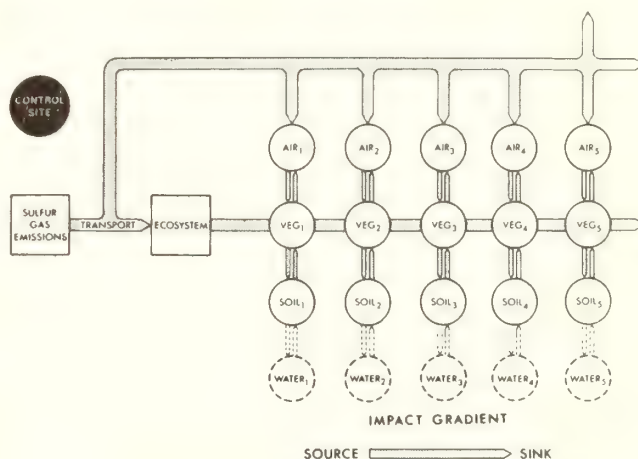 CONTROL
SITE
AIR₁ AIR₂ AIR₃ AIR₄ AIR₅
SULFUR
GAS
EMISSIONS
TRANSPORT
ECOSYSTEM
VEG₁ VEG₂ VEG₃ VEG₄ VEG₅
SOIL₁ SOIL₂ SOIL₃ SOIL₄ SOIL₅
WATER₁ WATER₂ WATER₃ WATER₄ WATER₅
IMPACT GRADIENT
SOURCE SINK